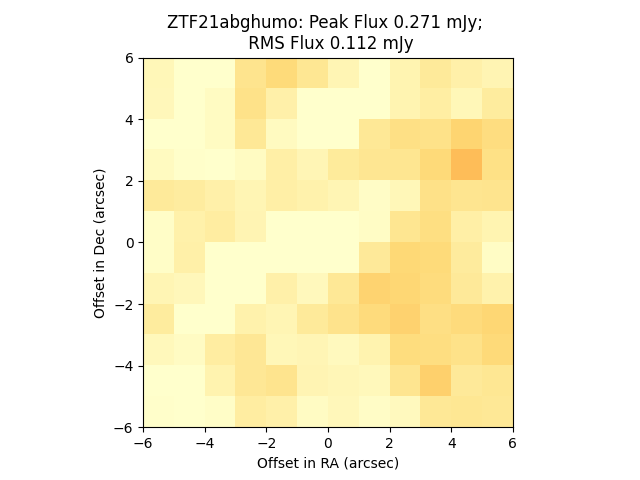 ZTF21abghumo: Peak Flux 0.271 mJy;
RMS Flux 0.112 mJy
6
4
2
0
−2
−4
−6
Offset in Dec (arcsec)
−6 −4 −2 0 2 4 6
Offset in RA (arcsec)